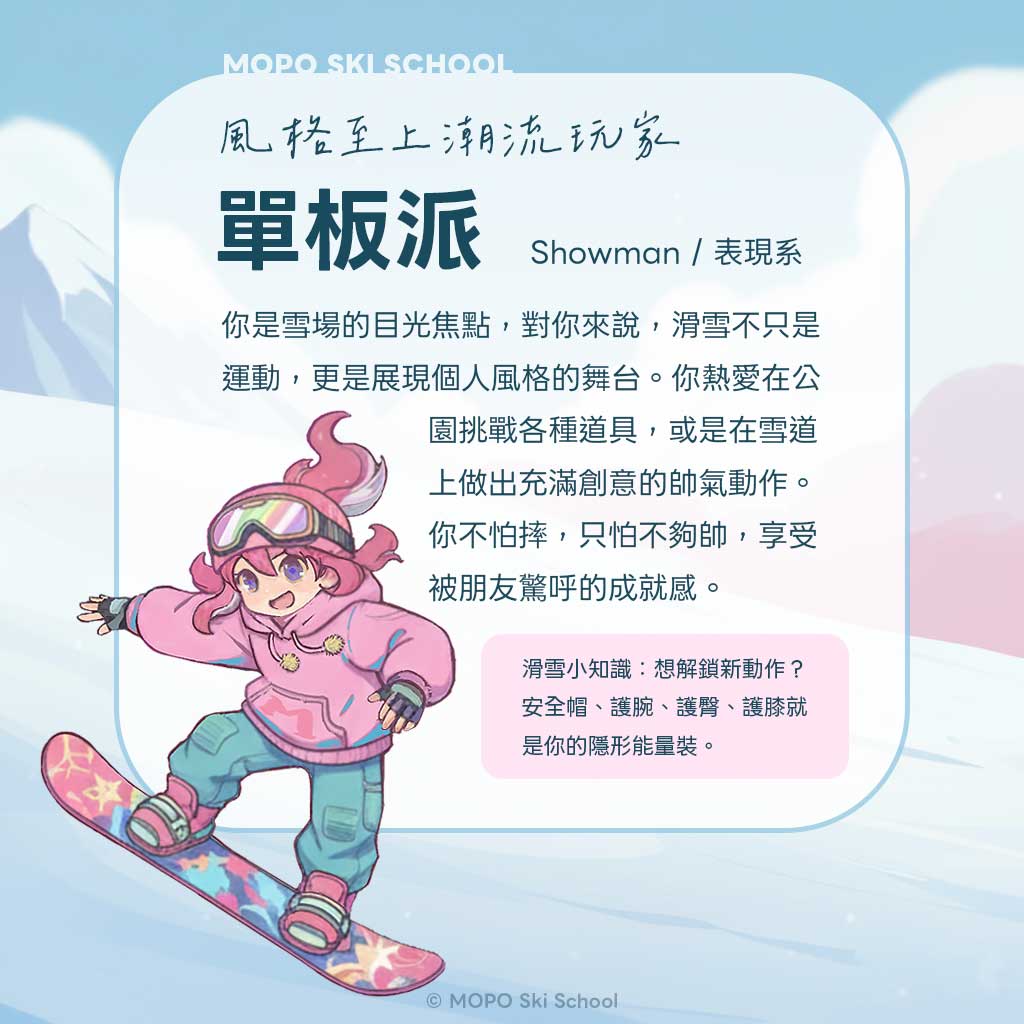 MOPO SKI SCHOOL
風格至上潮流玩家
單板派 Showman / 表現系
你是雪場的目光焦點，對你來說，滑雪不只是
運動，更是展現個人風格的舞台。你熱愛在公
園挑戰各種道具，或是在雪道
上做出充滿創意的帥氣動作。
你不怕摔，只怕不夠帥，享受
被朋友驚呼的成就感。
滑雪小知識：想解鎖新動作？
安全帽、護腕、護臀、護膝就
是你的隱形能量裝。
© MOPO Ski School